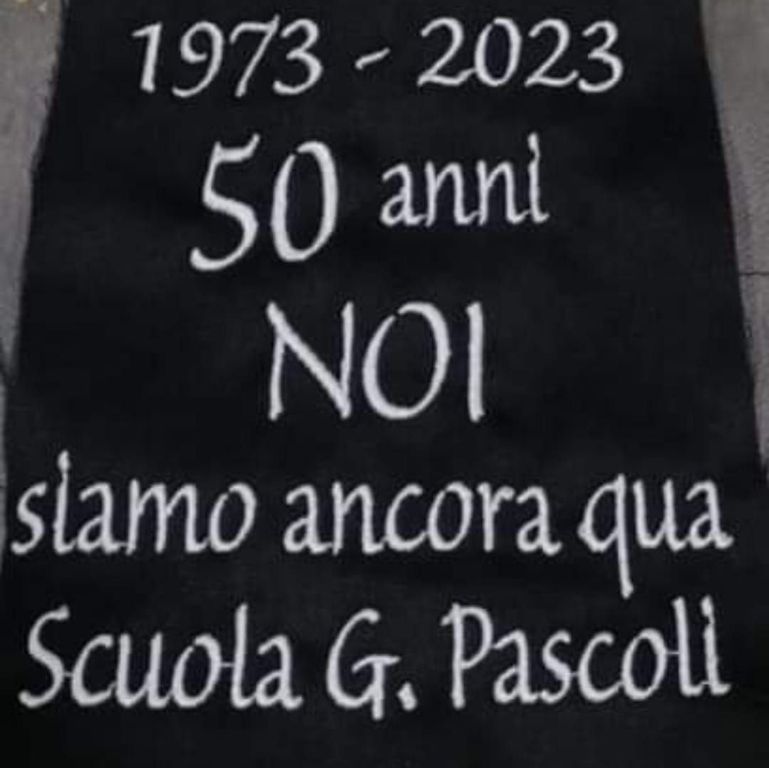 1973 - 2023
50 anni
NOI
siamo ancora qua
Scuola G. Pascoli